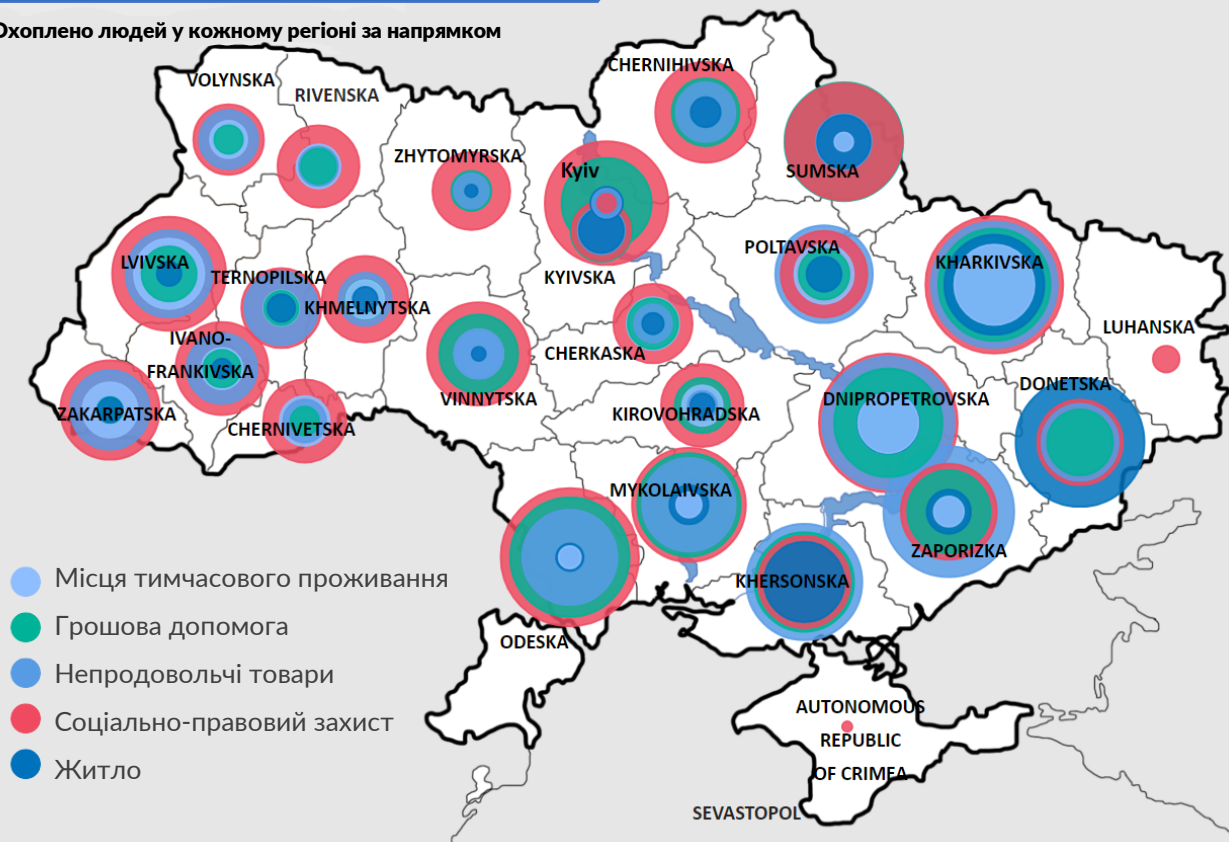 Охоплено людей у кожному регіоні за напрямком
CHERNIHIVSKA
VOLYNSKA
RIVENSKA
ZHYTOMYRSKA
Kyiv
SUMSKA
LVIVSKA
TERNOPILSKA
KYIVSKA
POLTAVSKA
KHARKIVSKA
KHMELNYTSKA
LUHANSKA
IVANO-
FRANKIVSKA
CHERKASKA
DONETSKA
VINNYTSKA
DNIPROPETROVSKA
ZAKARPATSKA
KIROVOHRADSKA
CHERNIVETSKA
MYKOLAIVSKA
ZAPORIZKA
KHERSONSKA
ODESKA
Місця тимчасового проживання
Грошова допомога
Непродовольчі товари
Соціально-правовий захист
Житло
AUTONOMOUS
REPUBLIC
OF CRIMEA
SEVASTOPOL